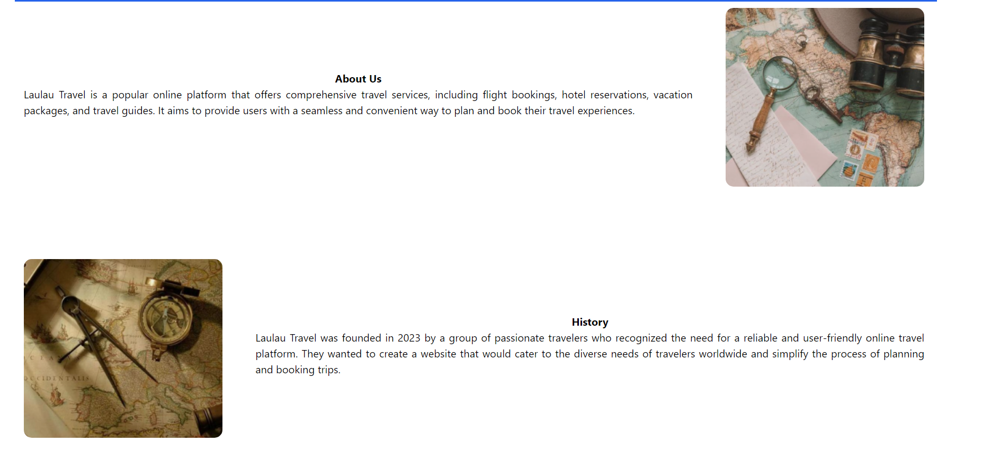 About Us
Laulau Travel is a popular online platform that offers comprehensive travel services, including flight bookings, hotel reservations, vacation
packages, and travel guides. It aims to provide users with a seamless and convenient way to plan and book their travel experiences.
OCCIDENTALIS
History
Laulau Travel was founded in 2023 by a group of passionate travelers who recognized the need for a reliable and user-friendly online travel
platform. They wanted to create a website that would cater to the diverse needs of travelers worldwide and simplify the process of planning
and booking trips.